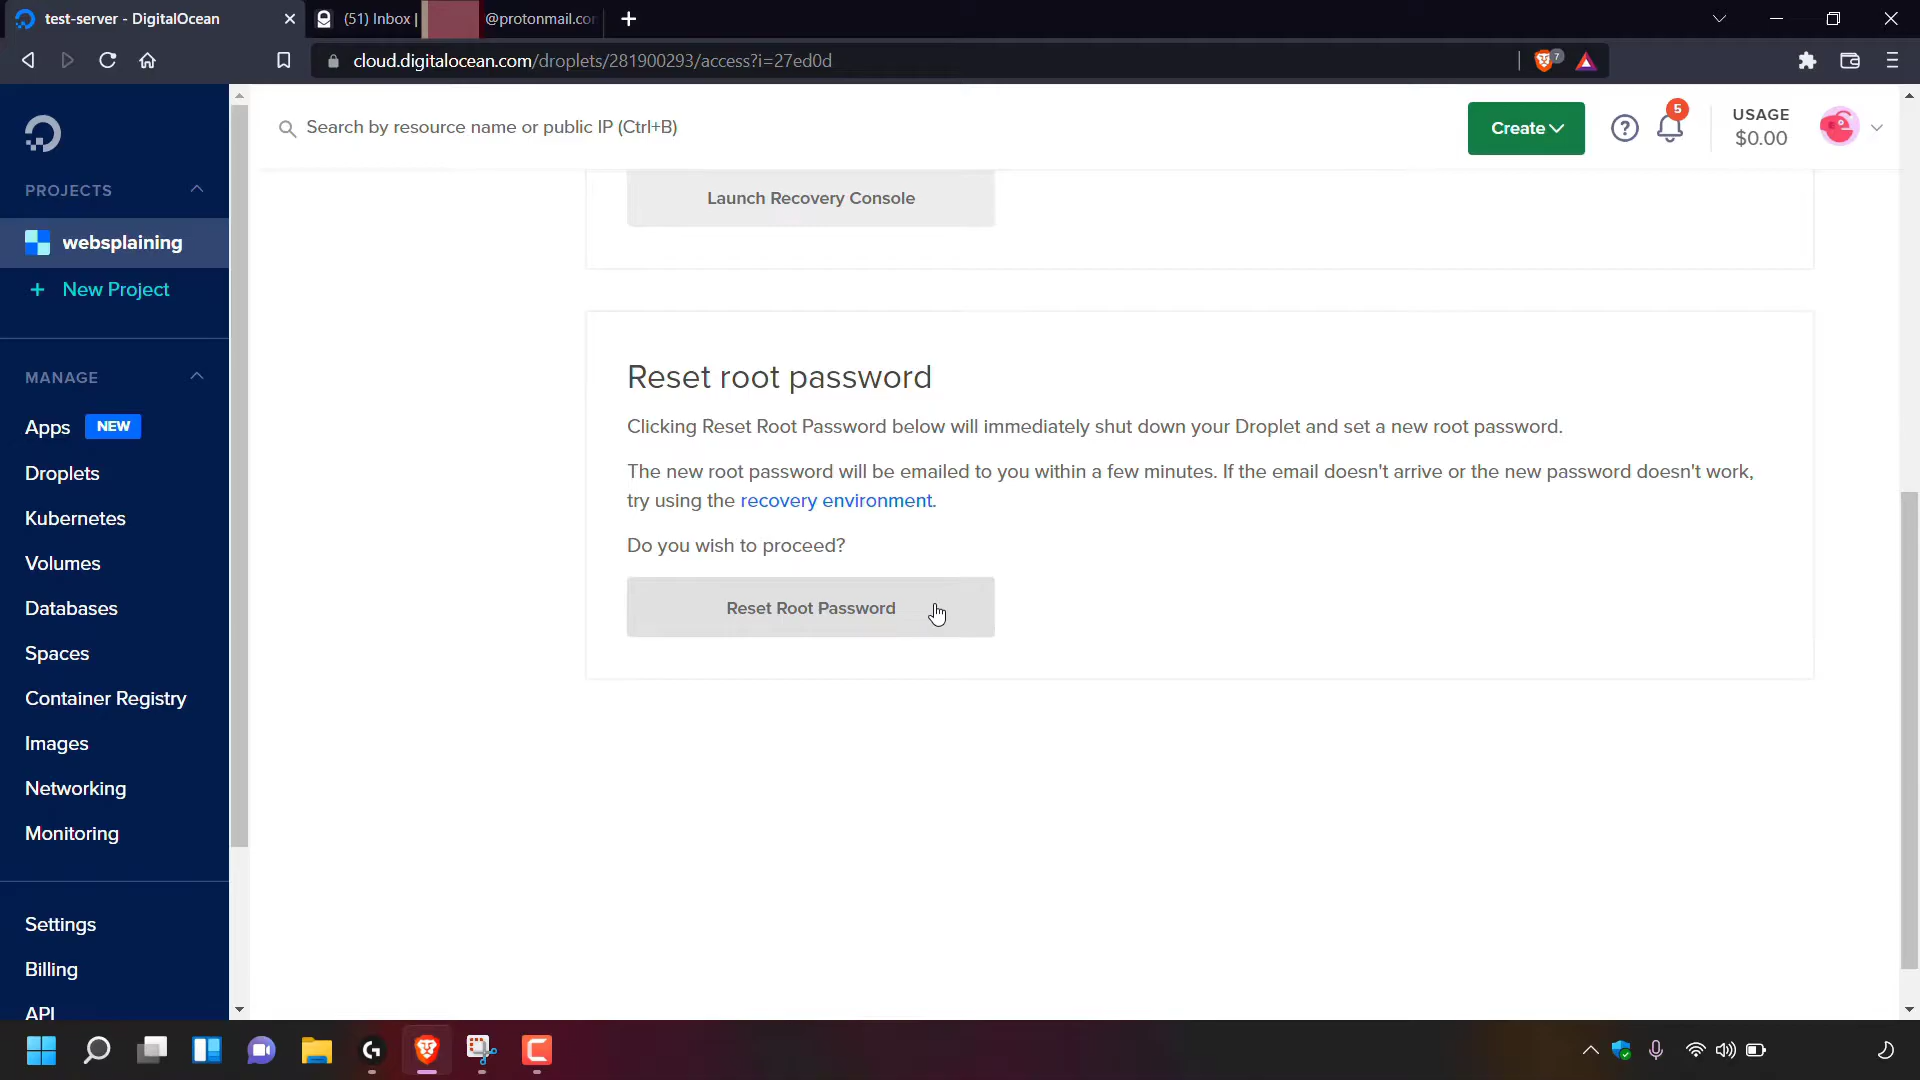 test-server - DigitalOcean
(51) Inbox |
@protonmail.co
cloud.digitalocean.com/droplets/281900293/access?i=27ed0d
7
Search by resource name or public IP (Ctrl+B)
Create
5
USAGE
$0.00
PROJECTS
websplaining
+ New Project
MANAGE
Apps NEW
Droplets
Kubernetes
Volumes
Databases
Spaces
Container Registry
Images
Networking
Monitoring
Settings
Billing
API
Launch Recovery Console
Reset root password
Clicking Reset Root Password below will immediately shut down your Droplet and set a new root password.
The new root password will be emailed to you within a few minutes. If the email doesn't arrive or the new password doesn't work,
try using the recovery environment.
Do you wish to proceed?
Reset Root Password